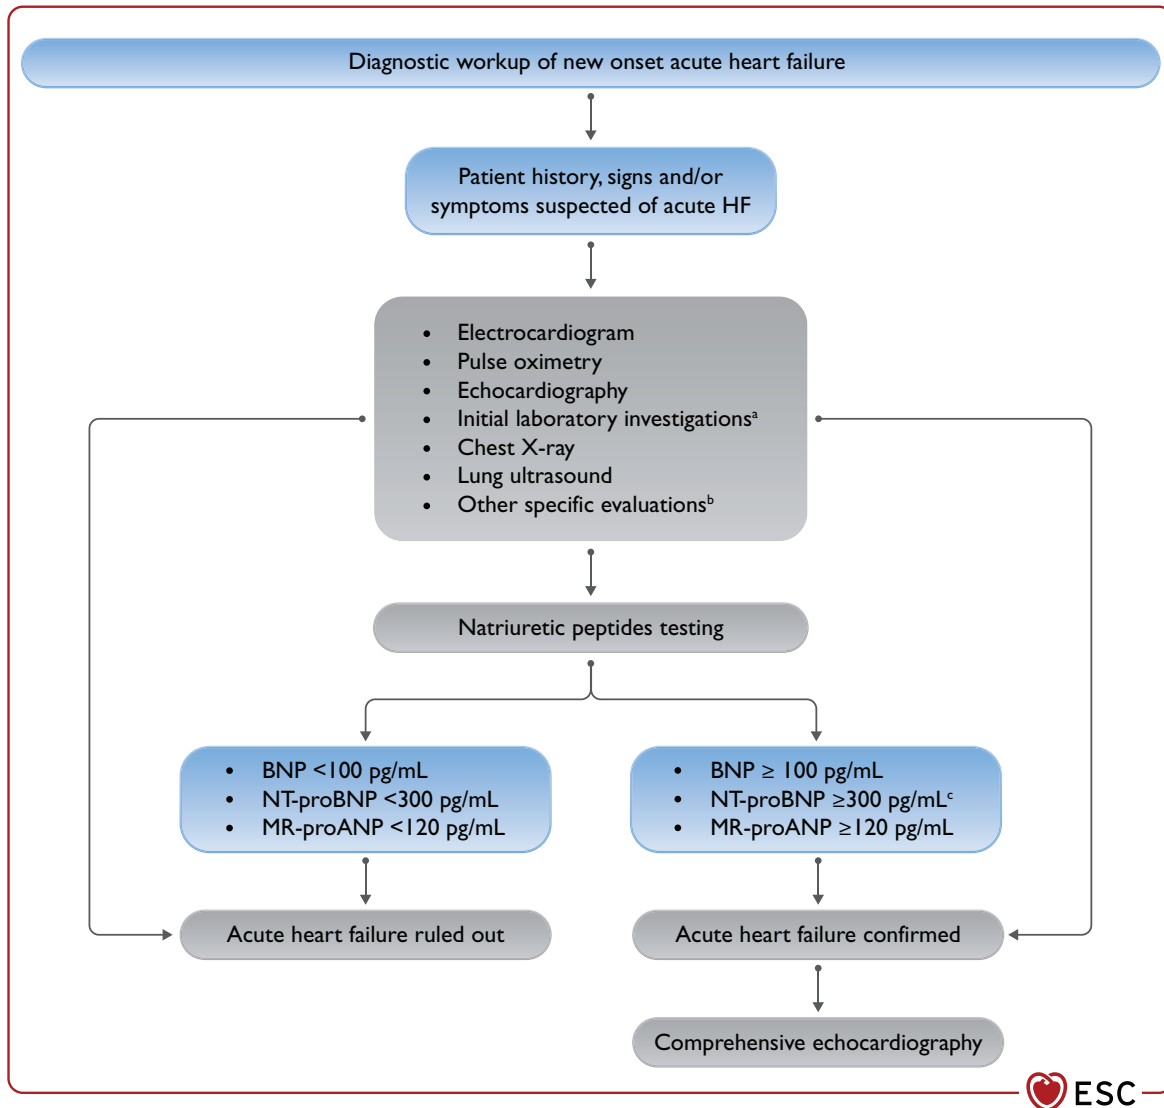 Diagnostic workup of new onset acute heart failure
Patient history, signs and/or
symptoms suspected of acute HF
• Electrocardiogram
• Pulse oximetry
• Echocardiography
• Initial laboratory investigationsᵃ
• Chest X-ray
• Lung ultrasound
• Other specific evaluationsᵇ
Natriuretic peptides testing
• BNP <100 pg/mL
• NT-proBNP <300 pg/mL
• MR-proANP <120 pg/mL
• BNP ≥ 100 pg/mL
• NT-proBNP ≥300 pg/mLᶜ
• MR-proANP ≥120 pg/mL
Acute heart failure ruled out
Acute heart failure confirmed
Comprehensive echocardiography
ESC